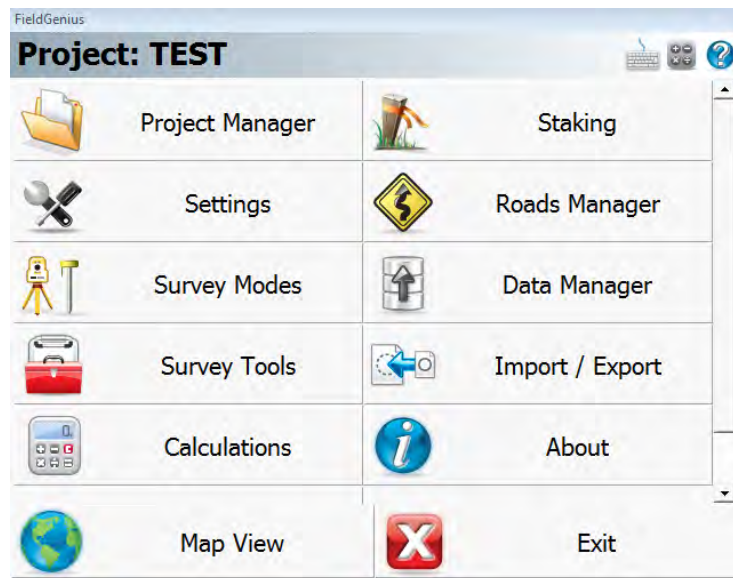 FieldGenius
Project: TEST
Project Manager
Staking
Settings
Roads Manager
Survey Modes
Data Manager
Survey Tools
Import / Export
Calculations
About
Map View
Exit